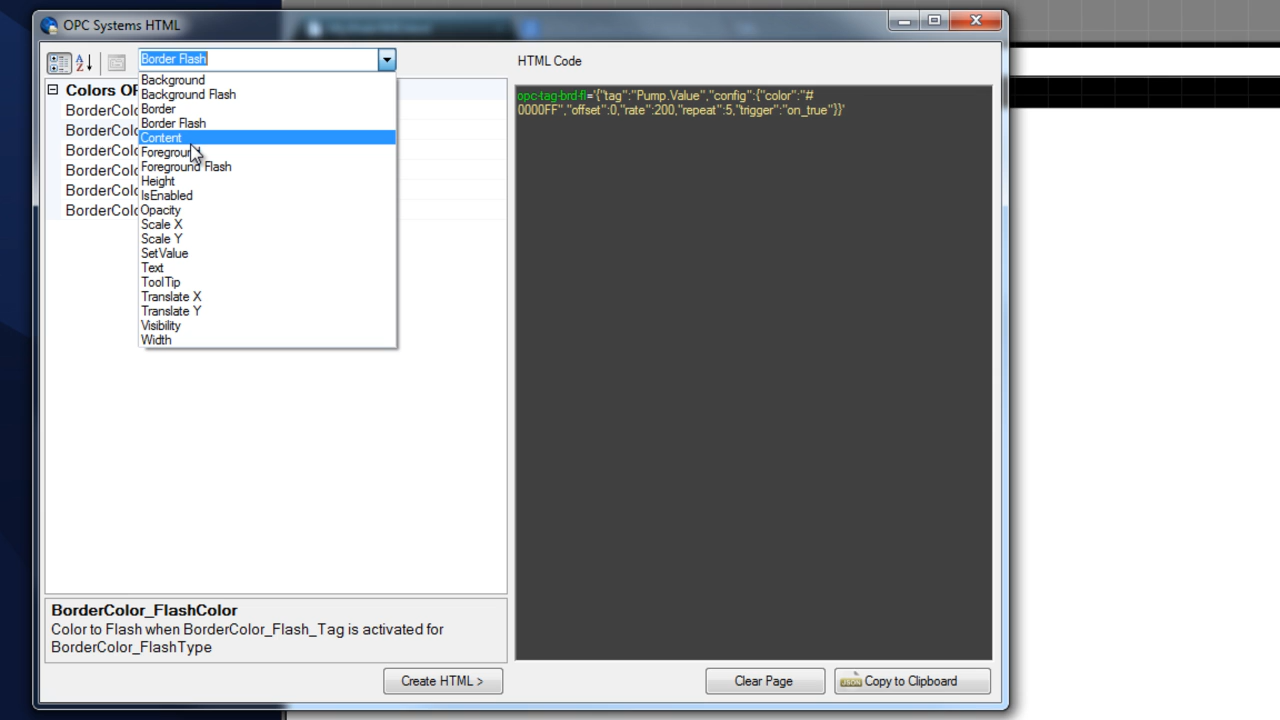 OPC Systems HTML
Border Flash
HTML Code
Background
Background Flash
Border
Border Flash
Content
Foreground
Foreground Flash
Height
IsEnabled
Opacity
Scale X
Scale Y
SetValue
Text
ToolTip
Translate X
Translate Y
Visibility
Width
Colors OP
BorderColo
BorderColo
BorderColo
BorderColo
BorderColo
BorderColo
opc-tag-brd-fl='{"tag":"Pump.Value","config":{"color":"#
0000FF","offset":0,"rate":200,"repeat":5,"trigger":"on_true"}}'
BorderColor_FlashColor
Color to Flash when BorderColor_Flash_Tag is activated for
BorderColor_FlashType
Create HTML >
Clear Page
JSON Copy to Clipboard